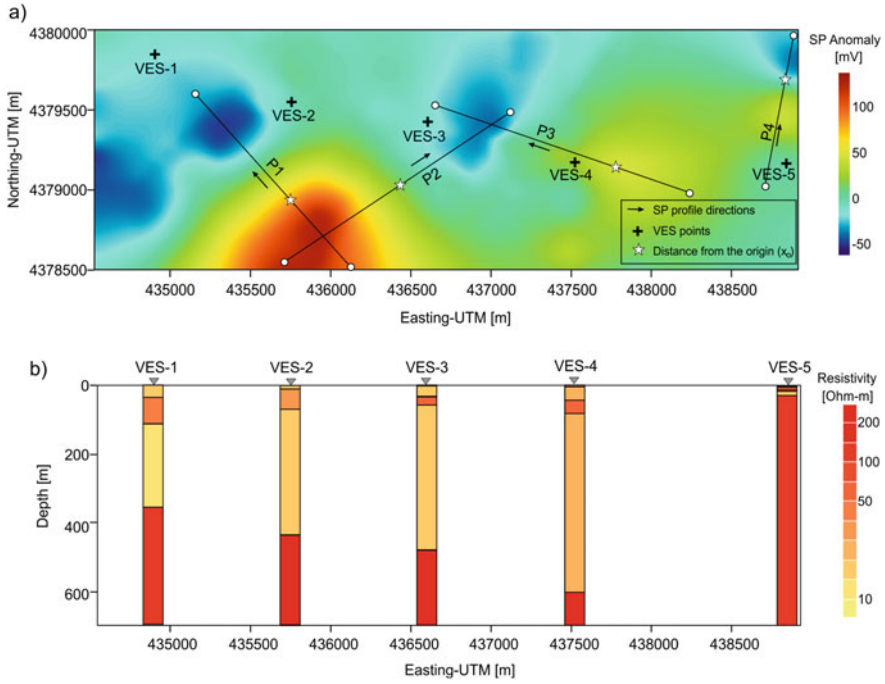 a)
SP Anomaly
[mV]
100
50
0
-50
Northing-UTM [m]
4380000
4379500
4379000
4378500
VES-1
VES-2
VES-3
VES-4
VES-5
P1
P2
P3
P4
SP profile directions
VES points
Distance from the origin (x₀)
435000 435500 436000 436500 437000 437500 438000 438500
Easting-UTM [m]
b)
VES-1 VES-2 VES-3 VES-4 VES-5
Resistivity
[Ohm-m]
200
100
50
10
Depth [m]
0
200
400
600
435000 435500 436000 436500 437000 437500 438000 438500
Easting-UTM [m]